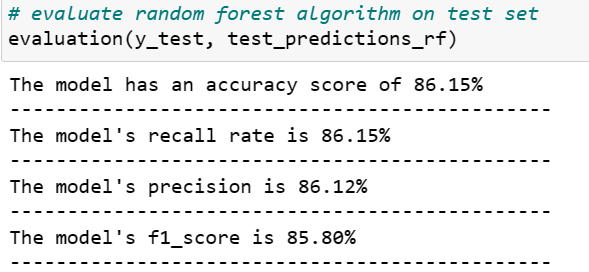 # evaluate random forest algorithm on test set
evaluation(y_test, test_predictions_rf)
The model has an accuracy score of 86.15%
-----------------------------------------------
The model's recall rate is 86.15%
-----------------------------------------------
The model's precision is 86.12%
-----------------------------------------------
The model's f1_score is 85.80%
-----------------------------------------------